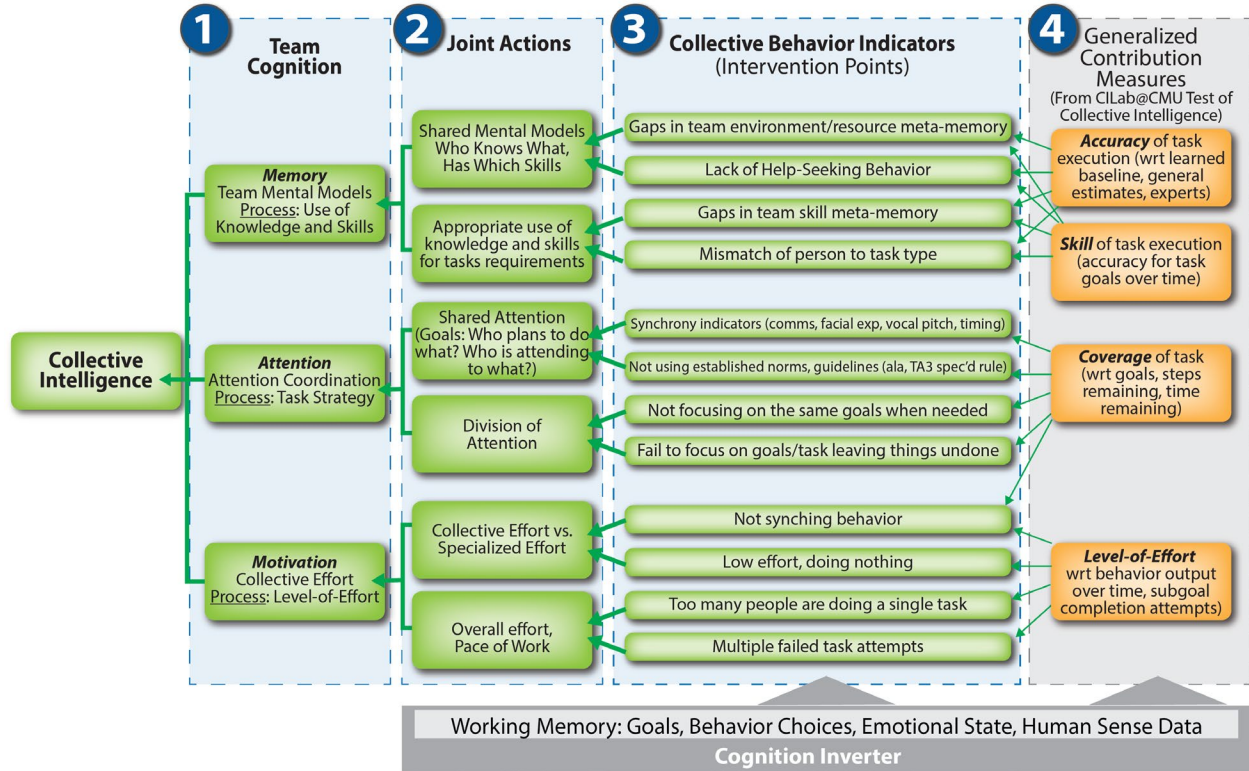 1
Team
Cognition
2
Joint Actions
3
Collective Behavior Indicators
(Intervention Points)
4
Generalized
Contribution
Measures
(From CILab@CMU Test of
Collective Intelligence)
Collective
Intelligence
Memory
Team Mental Models
Process: Use of
Knowledge and Skills
Attention
Attention Coordination
Process: Task Strategy
Motivation
Collective Effort
Process: Level-of-Effort
Shared Mental Models
Who Knows What,
Has Which Skills
Appropriate use of
knowledge and skills
for tasks requirements
Shared Attention
(Goals: Who plans to do
what? Who is attending
to what?)
Division of
Attention
Collective Effort vs.
Specialized Effort
Overall effort,
Pace of Work
Gaps in team environment/resource meta-memory
Lack of Help-Seeking Behavior
Gaps in team skill meta-memory
Mismatch of person to task type
Synchrony indicators (comms, facial exp, vocal pitch, timing)
Not using established norms, guidelines (ala, TA3 spec'd rule)
Not focusing on the same goals when needed
Fail to focus on goals/task leaving things undone
Not synching behavior
Low effort, doing nothing
Too many people are doing a single task
Multiple failed task attempts
Accuracy of task
execution (wrt learned
baseline, general
estimates, experts)
Skill of task execution
(accuracy for task
goals over time)
Coverage of task
(wrt goals, steps
remaining, time
remaining)
Level-of-Effort
wrt behavior output
over time, subgoal
completion attempts)
Working Memory: Goals, Behavior Choices, Emotional State, Human Sense Data
Cognition Inverter